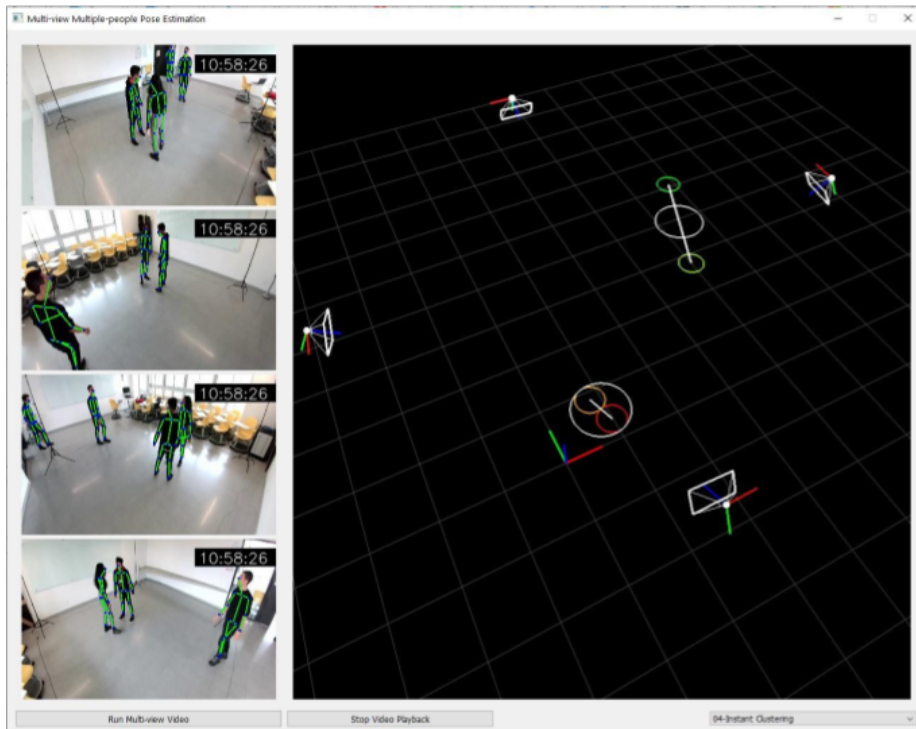 Multi-view Multiple-people Pose Estimation
10:58:26
10:58:26
10:58:26
10:58:26
Run Multi-view Video
Stop Video Playback
04-Instant Clustering